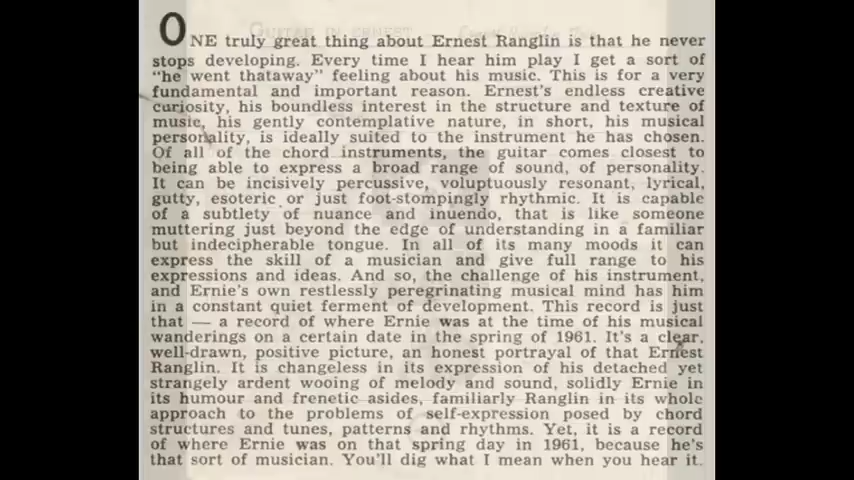 ONE truly great thing about Ernest Ranglin is that he never
stops developing. Every time I hear him play I get a sort of
"he went thataway" feeling about his music. This is for a very
fundamental and important reason. Ernest's endless creative
curiosity, his boundless interest in the structure and texture of
music, his gently contemplative nature, in short, his musical
personality, is ideally suited to the instrument he has chosen.
Of all of the chord instruments, the guitar comes closest to
being able to express a broad range of sound, of personality.
It can be incisively percussive, voluptuously resonant, lyrical,
gutty, esoteric or just foot-stompingly rhythmic. It is capable
of a subtlety of nuance and inuendo, that is like someone
muttering just beyond the edge of understanding in a familiar
but indecipherable tongue. In all of its many moods it can
express the skill of a musician and give full range to his
expressions and ideas. And so, the challenge of his instrument,
and Ernie's own restlessly peregrinating musical mind has him
in a constant quiet ferment of development. This record is just
that — a record of where Ernie was at the time of his musical
wanderings on a certain date in the spring of 1961. It's a clear,
well-drawn, positive picture, an honest portrayal of that Ernest
Ranglin. It is changeless in its expression of his detached yet
strangely ardent wooing of melody and sound, solidly Ernie in
its humour and frenetic asides, familiarly Ranglin in its whole
approach to the problems of self-expression posed by chord
structures and tunes, patterns and rhythms. Yet, it is a record
of where Ernie was on that spring day in 1961, because he's
that sort of musician. You'll dig what I mean when you hear it.